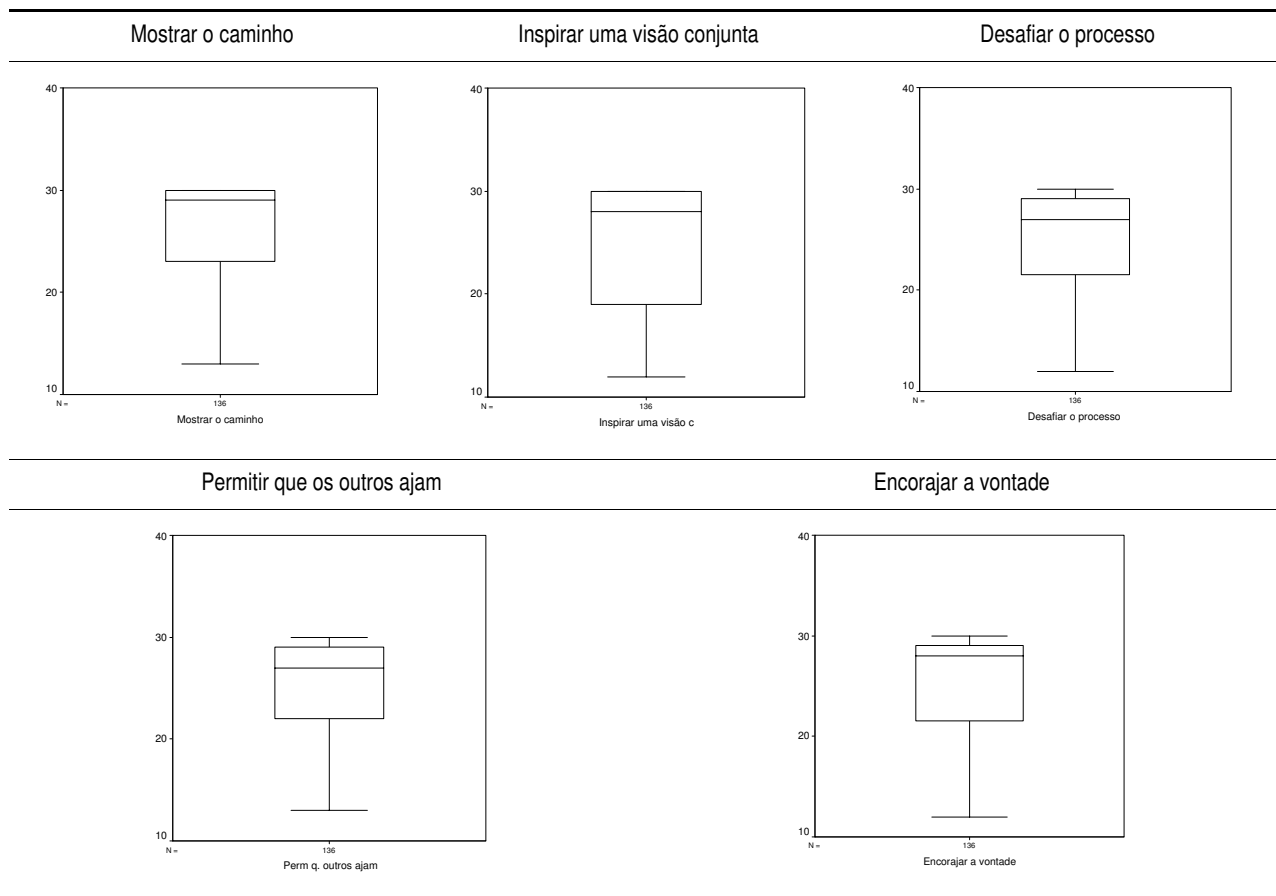 Mostrar o caminho
Inspirar uma visão conjunta
Desafiar o processo
40
30
20
10
N =
136
Mostrar o caminho
40
30
20
10
N =
136
Inspirar uma visão c
40
30
20
10
N =
136
Desafiar o processo
Permitir que os outros ajam
Encorajar a vontade
40
30
20
10
N =
136
Perm q. outros ajam
40
30
20
10
N =
136
Encorajar a vontade